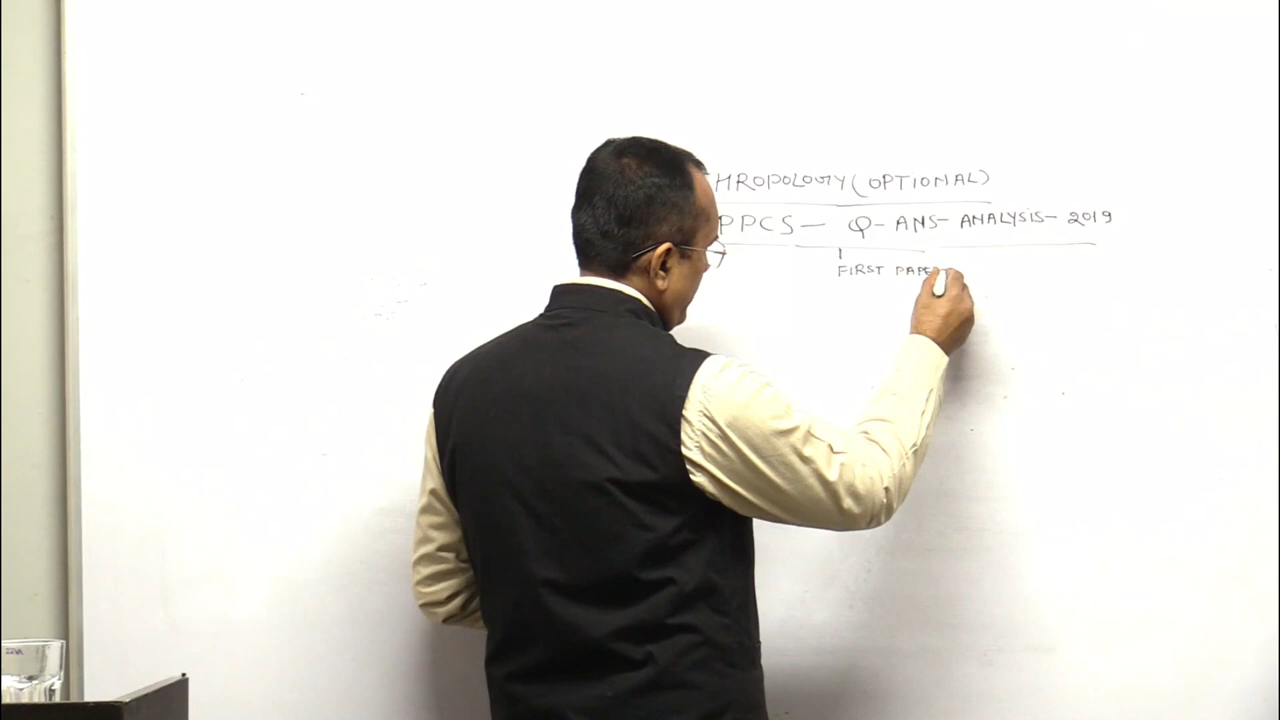 HROPOLOGY (OPTIONAL)
PPCS - Q- ANS- ANALYSIS- 2019
FIRST PAPE